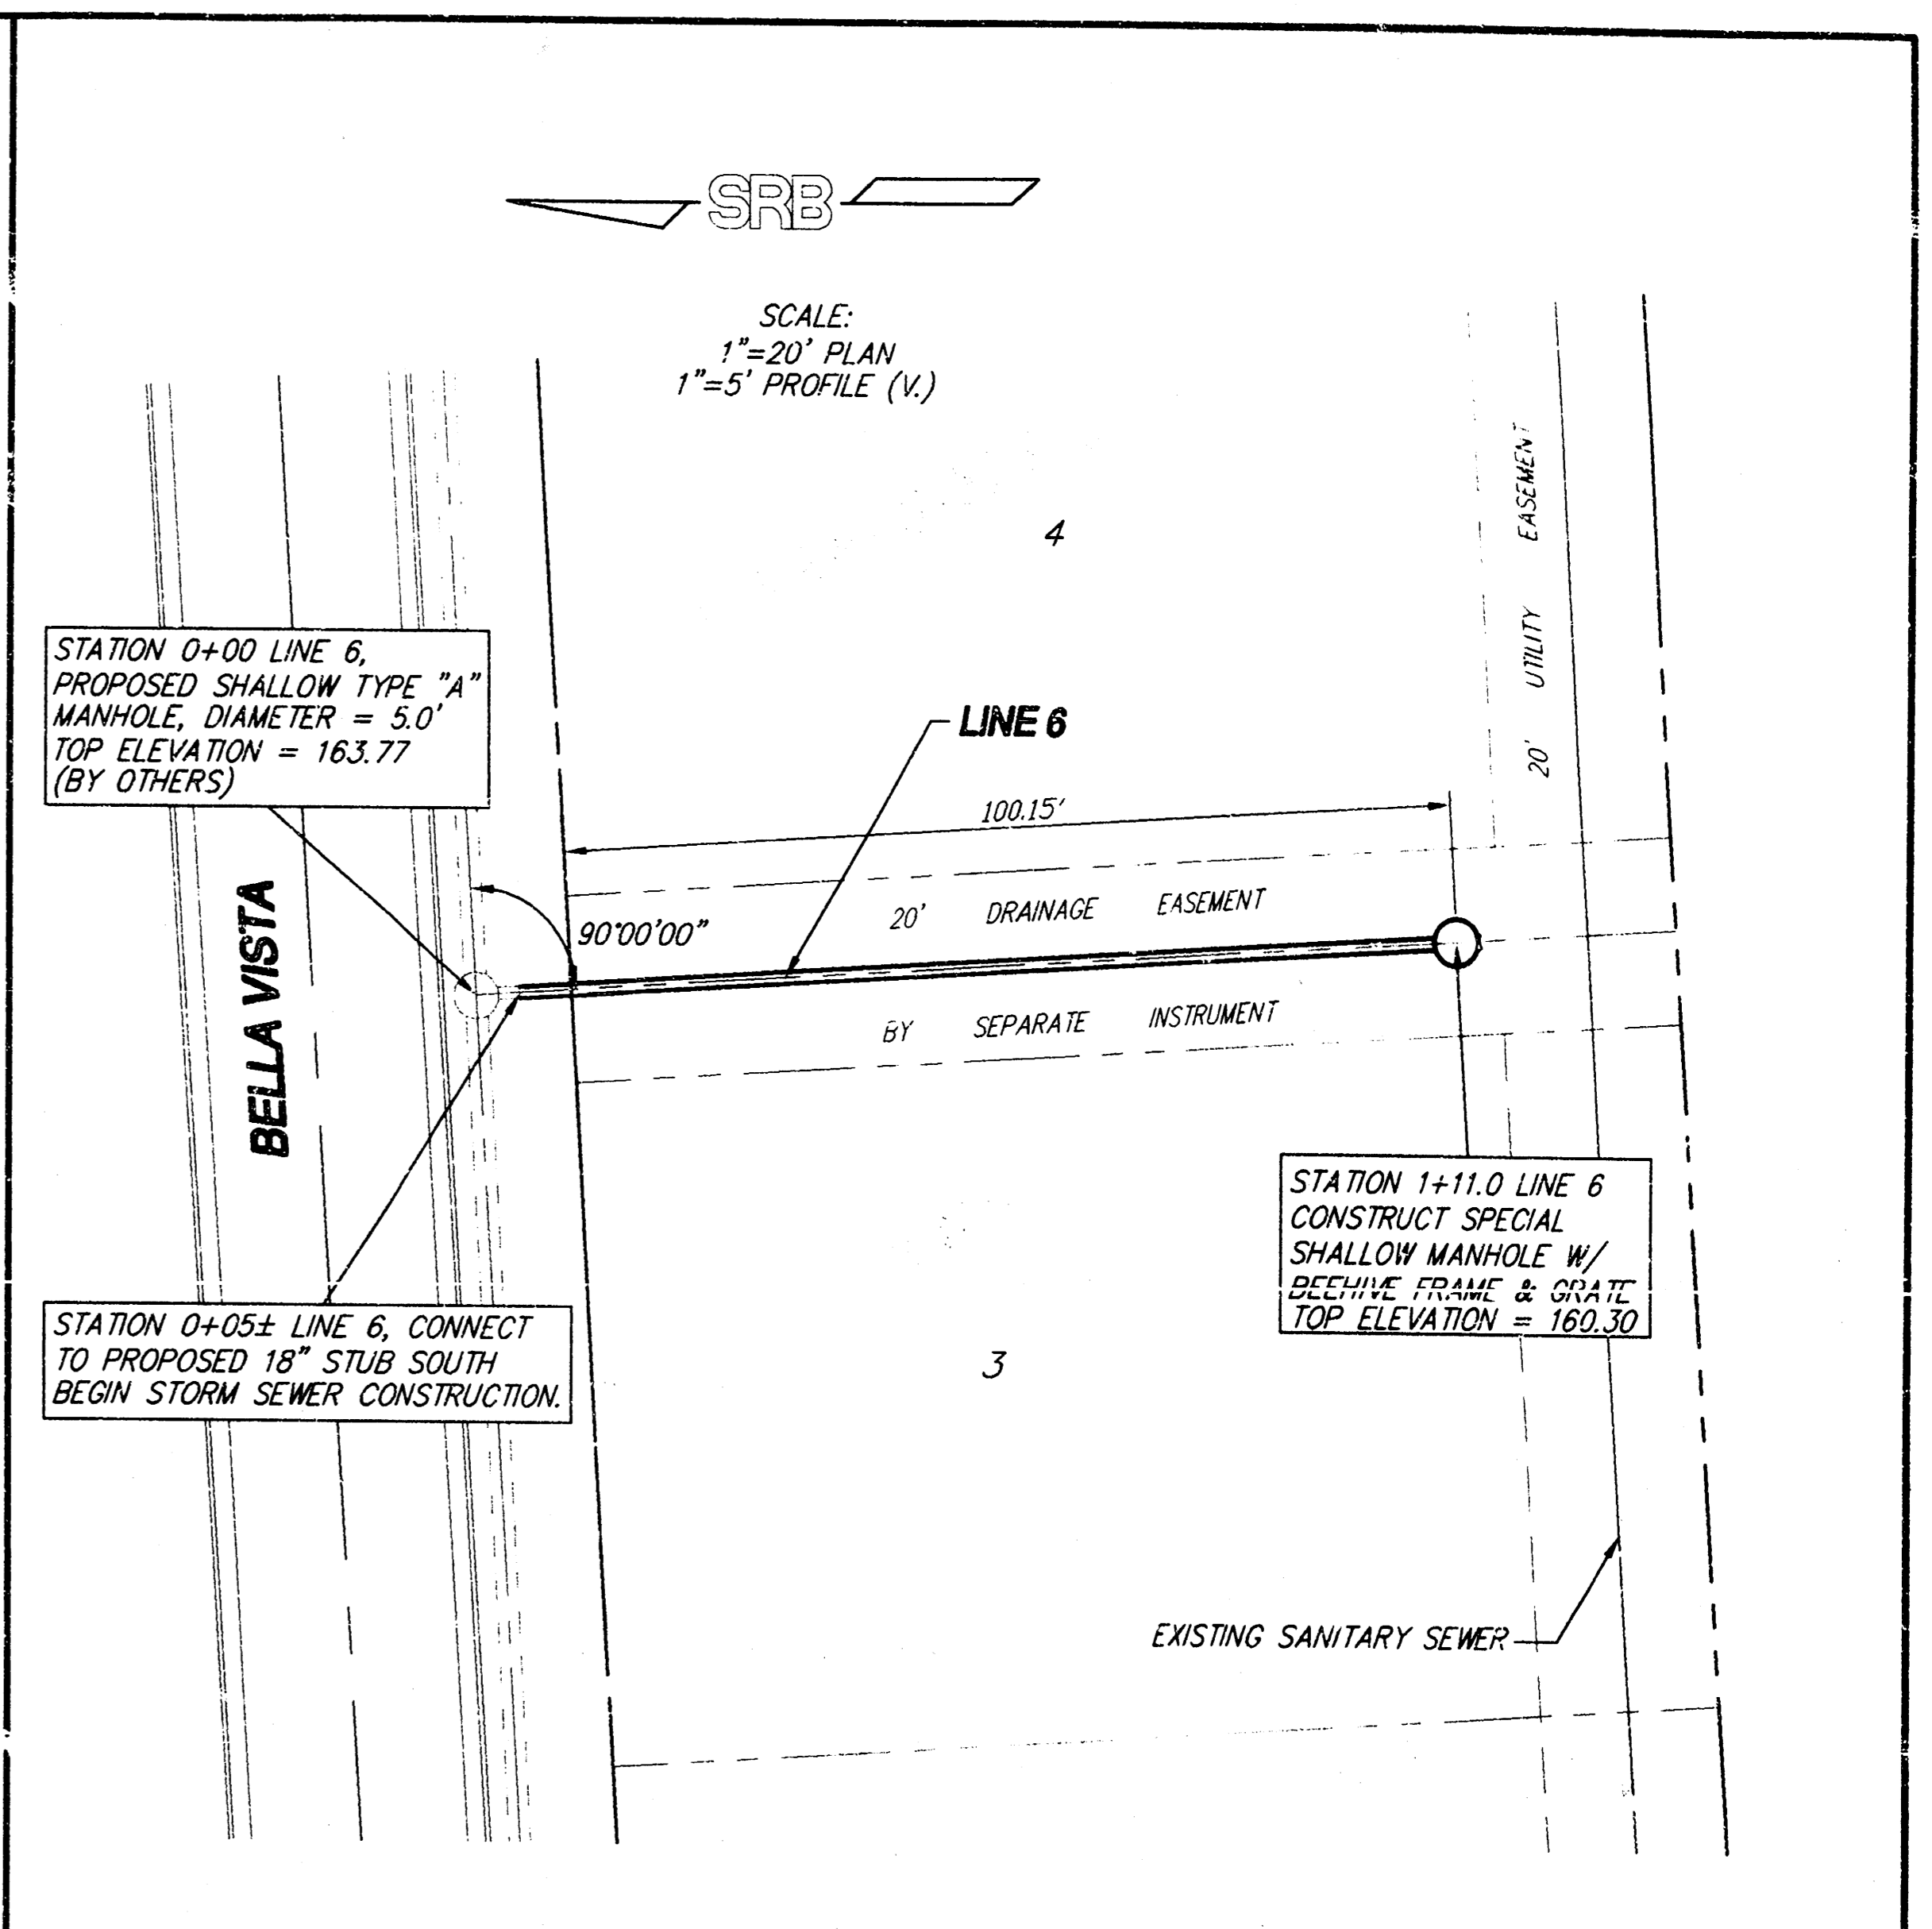 SRB
SCALE:
1"=20' PLAN
1"=5' PROFILE (V.)
4
20' UTILITY EASEMENT
STATION 0+00 LINE 6,
PROPOSED SHALLOW TYPE "A"
MANHOLE, DIAMETER = 5.0'
TOP ELEVATION = 163.77
(BY OTHERS)
LINE 6
100.15'
BELLA VISTA
90°00'00"
20' DRAINAGE EASEMENT
BY SEPARATE INSTRUMENT
STATION 1+11.0 LINE 6
CONSTRUCT SPECIAL
SHALLOW MANHOLE W/
BEEHIVE FRAME & GRATE
TOP ELEVATION = 160.30
STATION 0+05± LINE 6, CONNECT
TO PROPOSED 18" STUB SOUTH
BEGIN STORM SEWER CONSTRUCTION.
3
EXISTING SANITARY SEWER